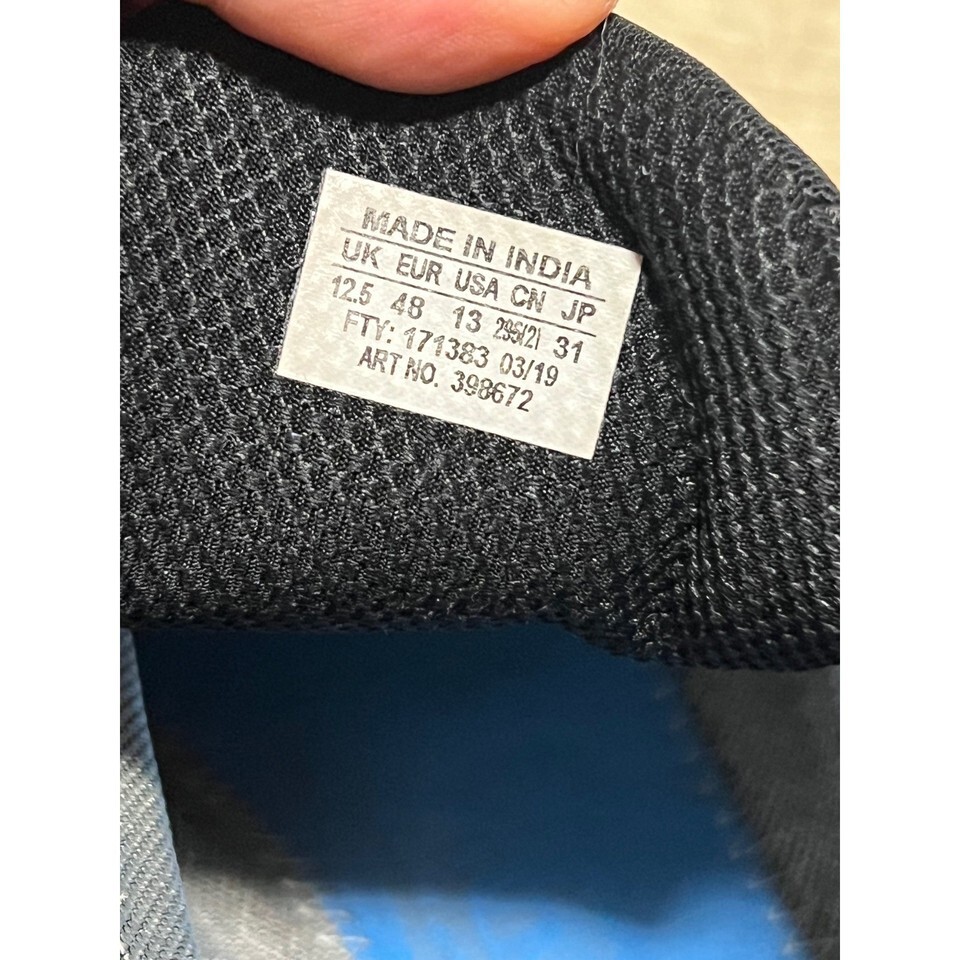 MADE IN INDIA
UK EUR USA CN JP
12.5 48 13 295(2) 31
FTY: 171383 03/19
ART NO. 398672